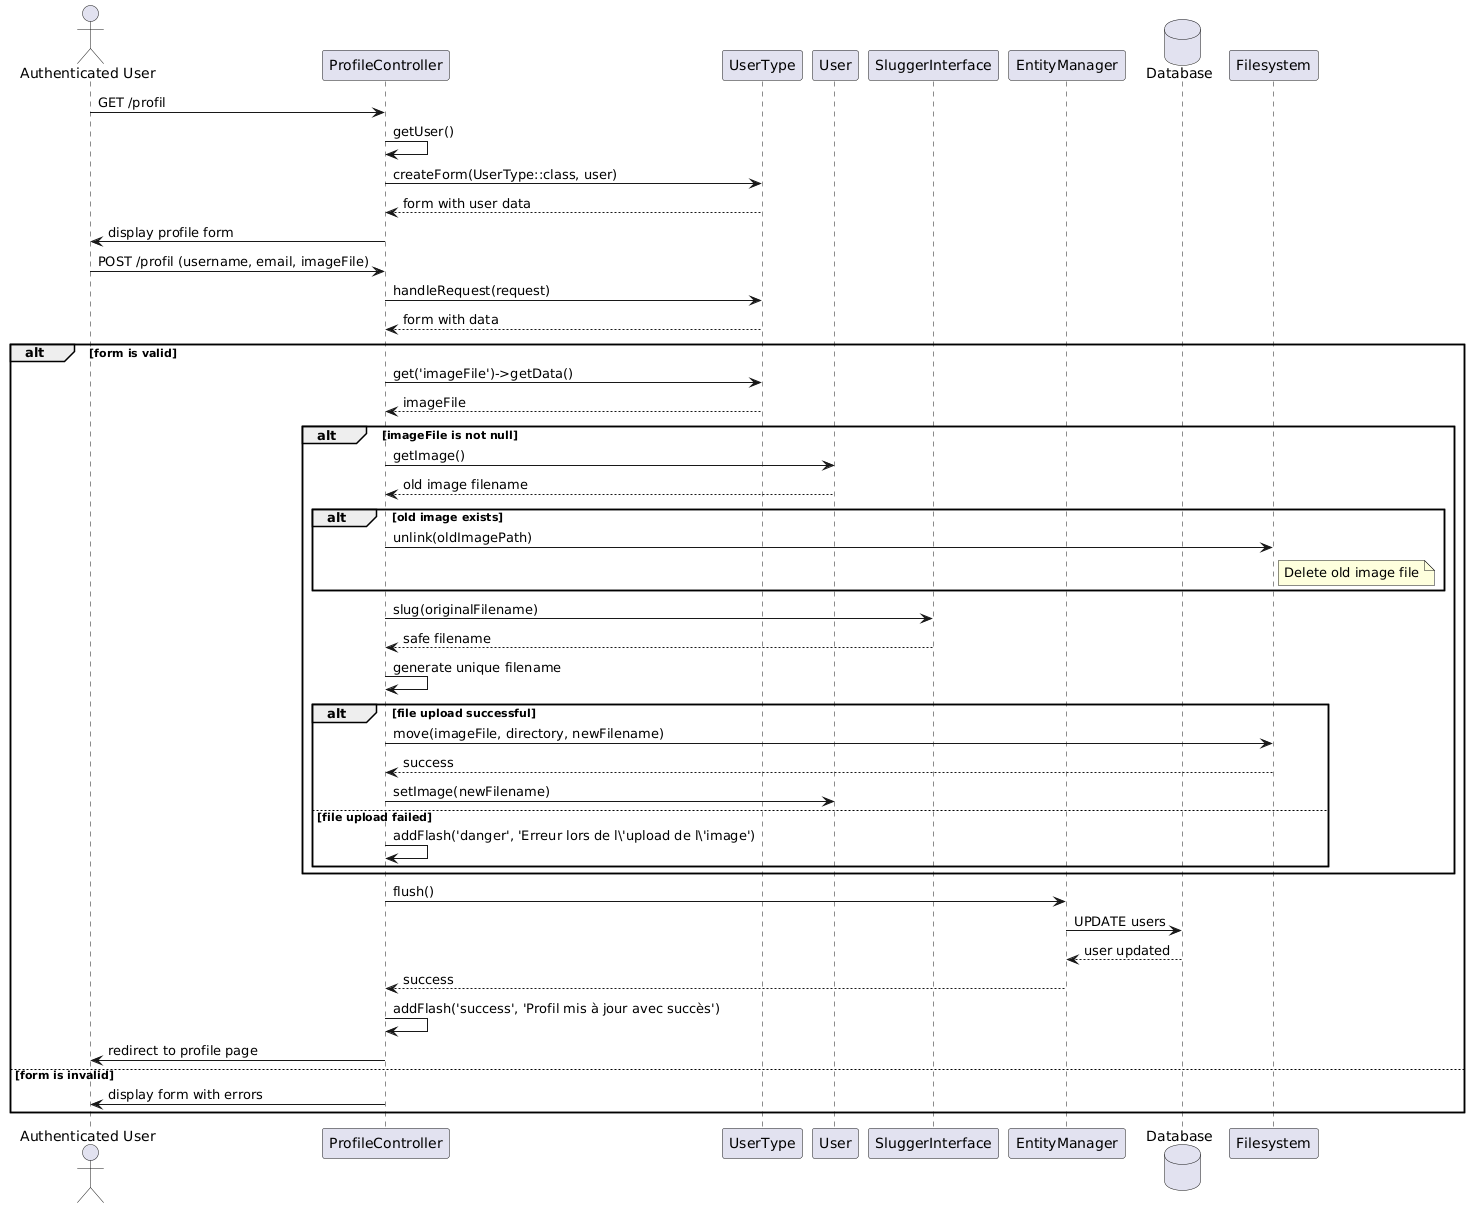 Authenticated User
ProfileController
UserType
User
SluggerInterface
EntityManager
Database
Filesystem
GET /profil
getUser()
createForm(UserType::class, user)
form with user data
display profile form
POST /profil (username, email, imageFile)
handleRequest(request)
form with data
alt [form is valid]
get('imageFile')->getData()
imageFile
alt [imageFile is not null]
getImage()
old image filename
alt [old image exists]
unlink(oldImagePath)
Delete old image file
slug(originalFilename)
safe filename
generate unique filename
alt [file upload successful]
move(imageFile, directory, newFilename)
success
setImage(newFilename)
[file upload failed]
addFlash('danger', 'Erreur lors de l\'upload de l\'image')
flush()
UPDATE users
user updated
success
addFlash('success', 'Profil mis à jour avec succès')
redirect to profile page
[form is invalid]
display form with errors
Authenticated User
ProfileController
UserType
User
SluggerInterface
EntityManager
Database
Filesystem